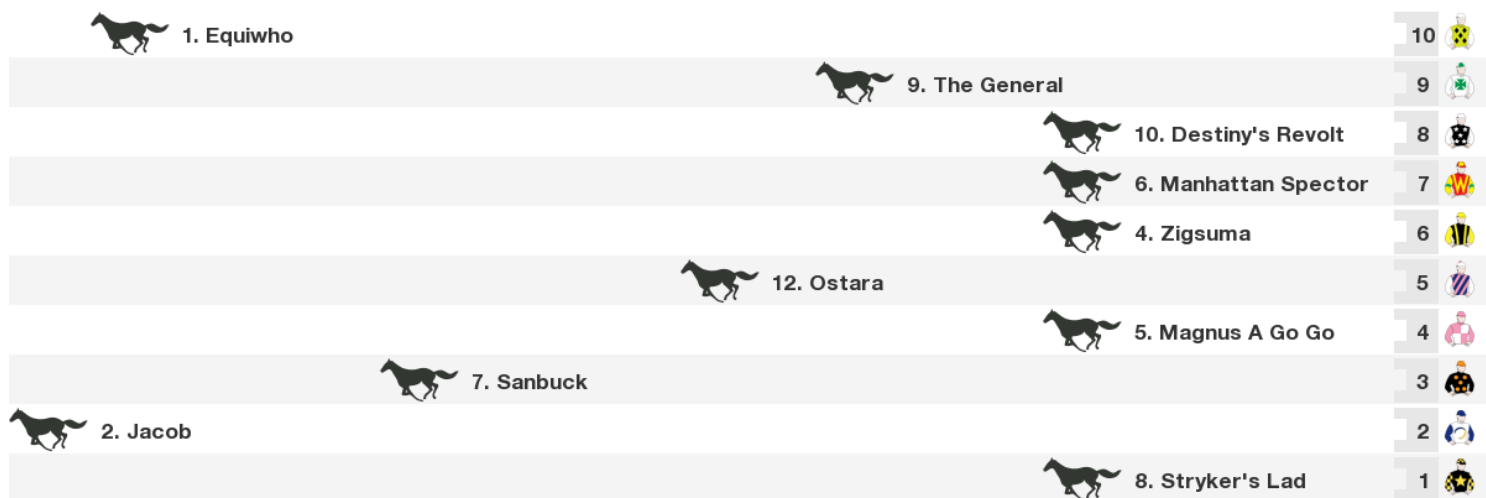 1. Equiwho 10
9. The General 9
10. Destiny's Revolt 8
6. Manhattan Spector 7 W
4. Zigsuma 6
12. Ostara 5
5. Magnus A Go Go 4
7. Sanbuck 3
2. Jacob 2
8. Stryker's Lad 1